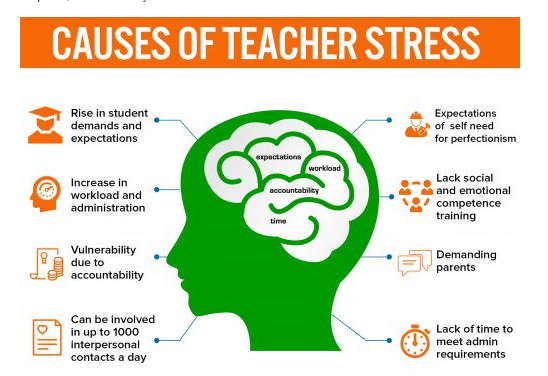 CAUSES OF TEACHER STRESS
Rise in student
demands and
expectations
Increase in
workload and
administration
Vulnerability
due to
accountability
Can be involved
in up to 1000
interpersonal
contacts a day
expectations
workload
accountability
time
Expectations
of self need
for perfectionism
Lack social
and emotional
competence
training
Demanding
parents
Lack of time to
meet admin
requirements